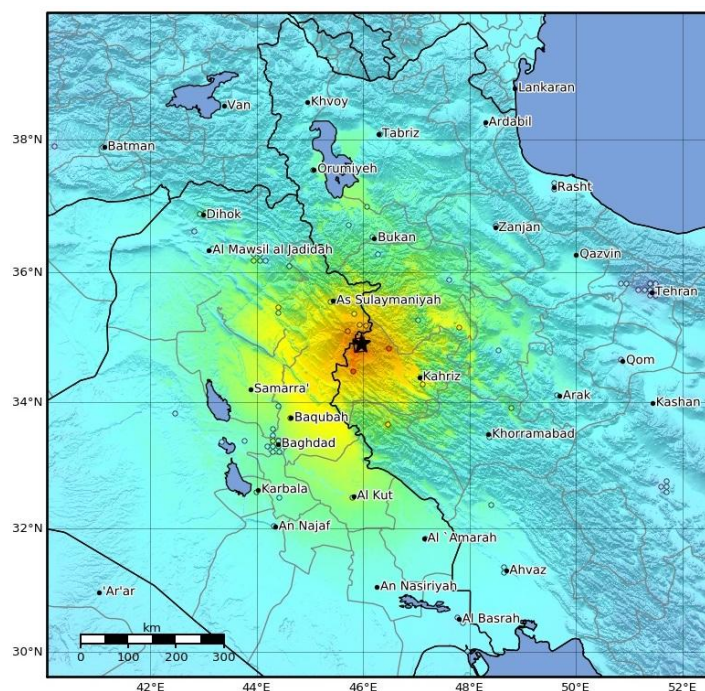 Lankaran
Van
Khvoy
Ardabil
38°N
Batman
Tabriz
Orumiyeh
Rasht
Dihok
Zanjan
Bukan
Al Mawsil al Jadidah
Qazvin
36°N
As Sulaymaniyah
Tehran
Qom
Kahriz
Samarra'
Arak
34°N
Kashan
Baqubah
Khorramabad
Baghdad
Karbala
Al Kut
An Najaf
32°N
Al `Amarah
Ahvaz
'Ar'ar
An Nasiriyah
Al Basrah
km
0 100 200 300
30°N
42°E 44°E 46°E 48°E 50°E 52°E